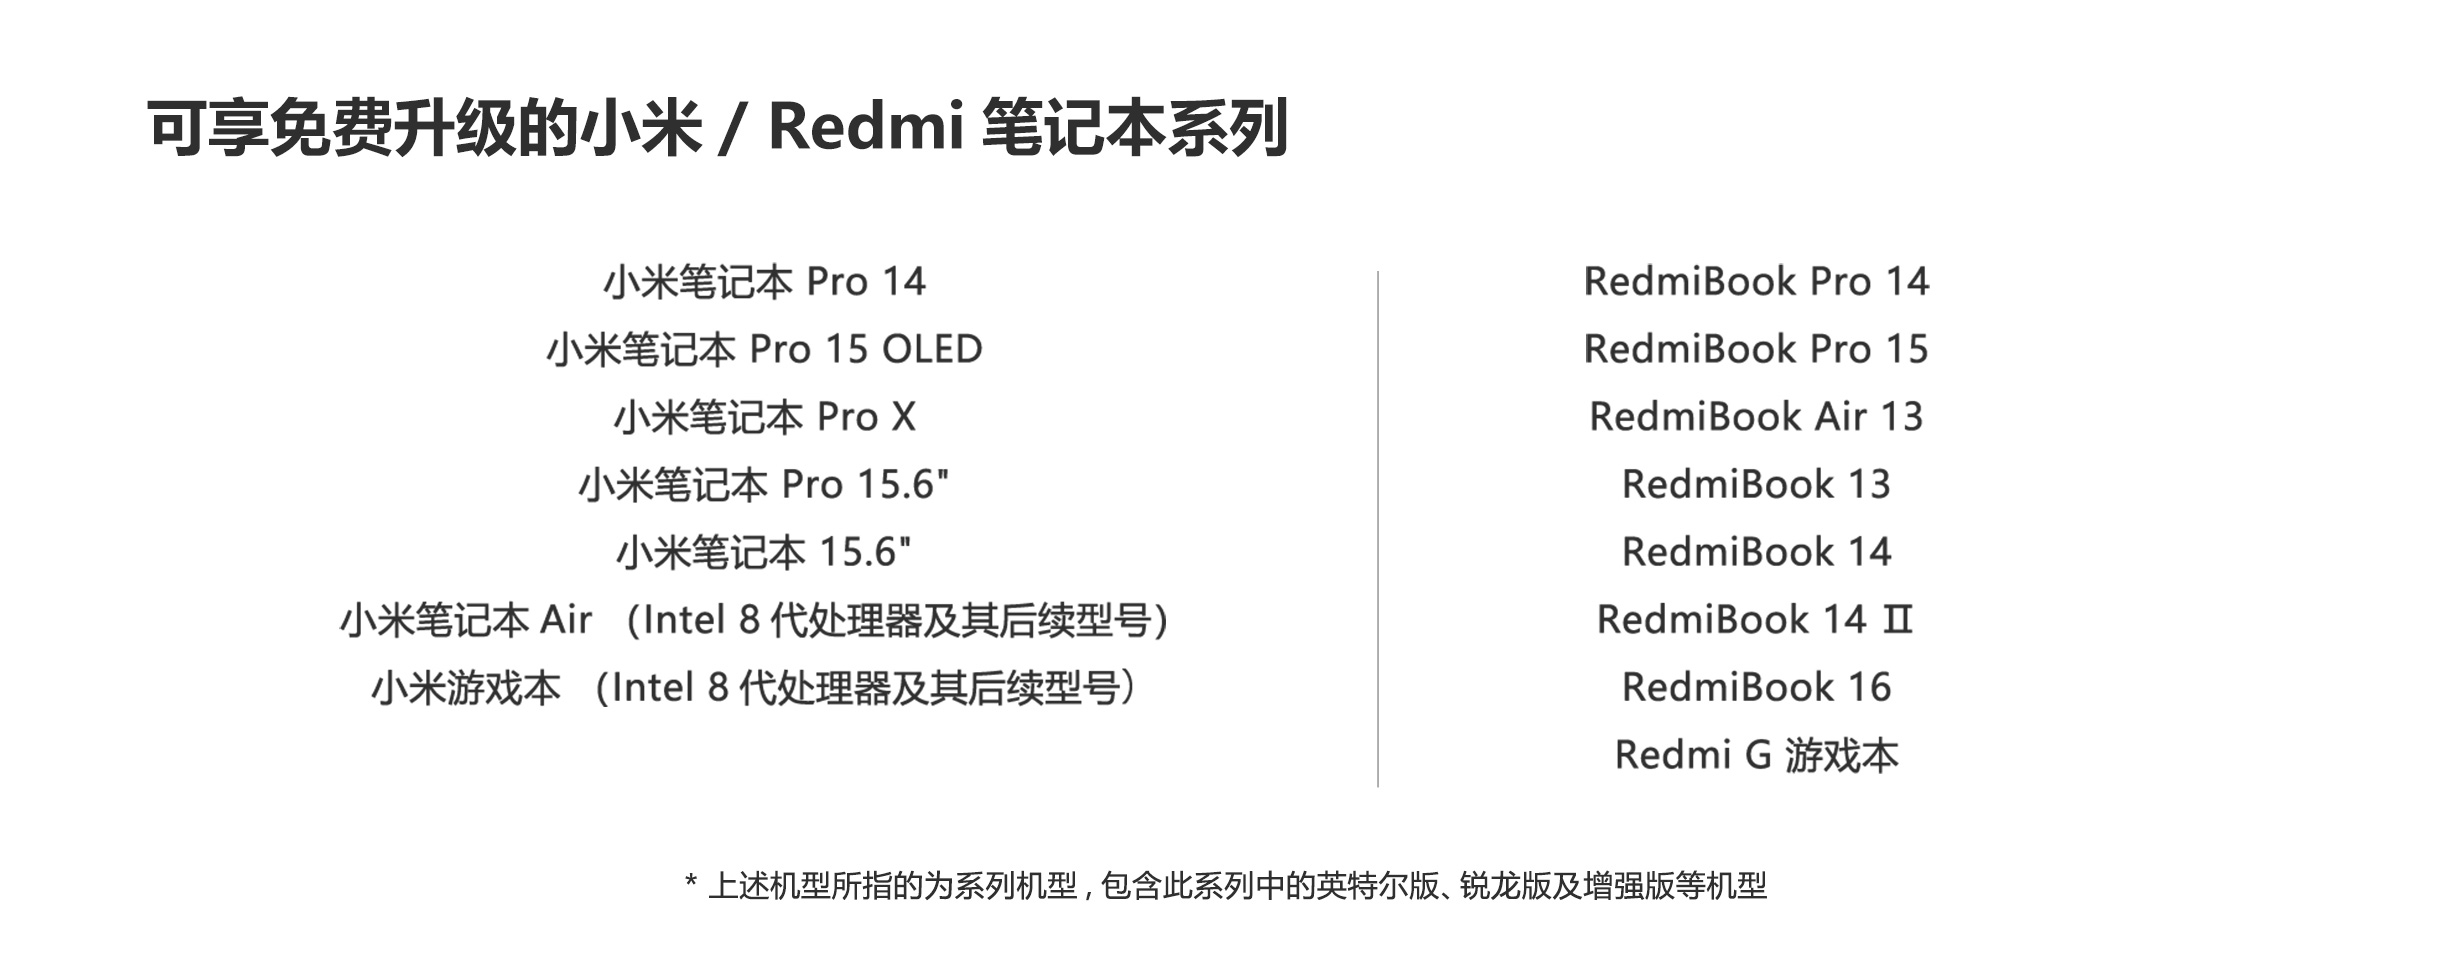 可享免费升级的小米 / Redmi 笔记本系列
小米笔记本 Pro 14
小米笔记本 Pro 15 OLED
小米笔记本 Pro X
小米笔记本 Pro 15.6"
小米笔记本 15.6"
小米笔记本 Air （Intel 8 代处理器及其后续型号）
小米游戏本 （Intel 8 代处理器及其后续型号）
RedmiBook Pro 14
RedmiBook Pro 15
RedmiBook Air 13
RedmiBook 13
RedmiBook 14
RedmiBook 14 Ⅱ
RedmiBook 16
Redmi G 游戏本
* 上述机型所指的为系列机型 , 包含此系列中的英特尔版、锐龙版及增强版等机型